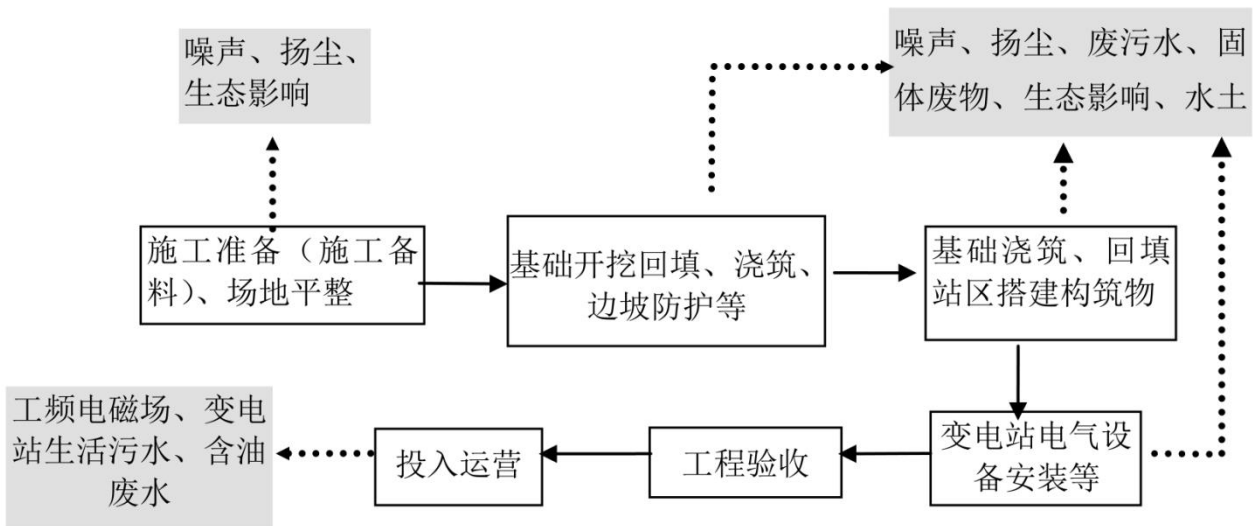 噪声、扬尘、
生态影响
噪声、扬尘、废污水、固
体废物、生态影响、水土
施工准备（施工备
料）、场地平整
基础开挖回填、浇筑、
边坡防护等
基础浇筑、回填
站区搭建构筑物
工频电磁场、变电
站生活污水、含油
废水
投入运营
工程验收
变电站电气设
备安装等